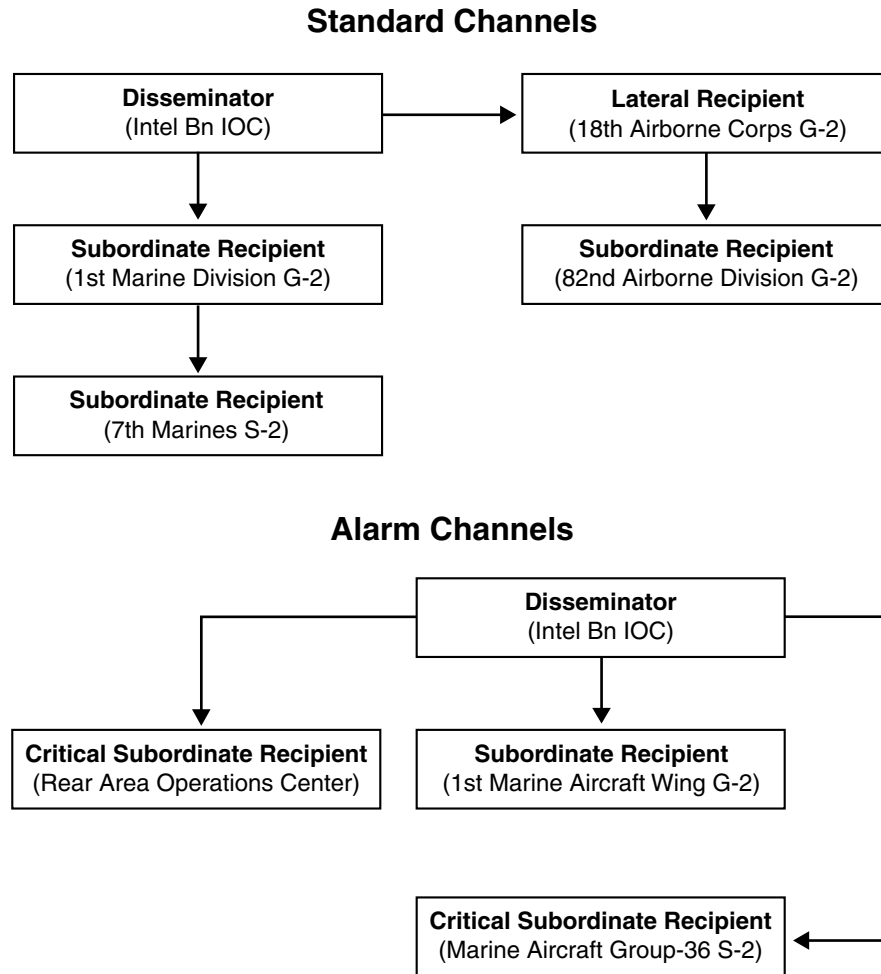 Standard Channels
Disseminator
(Intel Bn IOC)
Lateral Recipient
(18th Airborne Corps G-2)
Subordinate Recipient
(1st Marine Division G-2)
Subordinate Recipient
(82nd Airborne Division G-2)
Subordinate Recipient
(7th Marines S-2)
Alarm Channels
Disseminator
(Intel Bn IOC)
Critical Subordinate Recipient
(Rear Area Operations Center)
Subordinate Recipient
(1st Marine Aircraft Wing G-2)
Critical Subordinate Recipient
(Marine Aircraft Group-36 S-2)